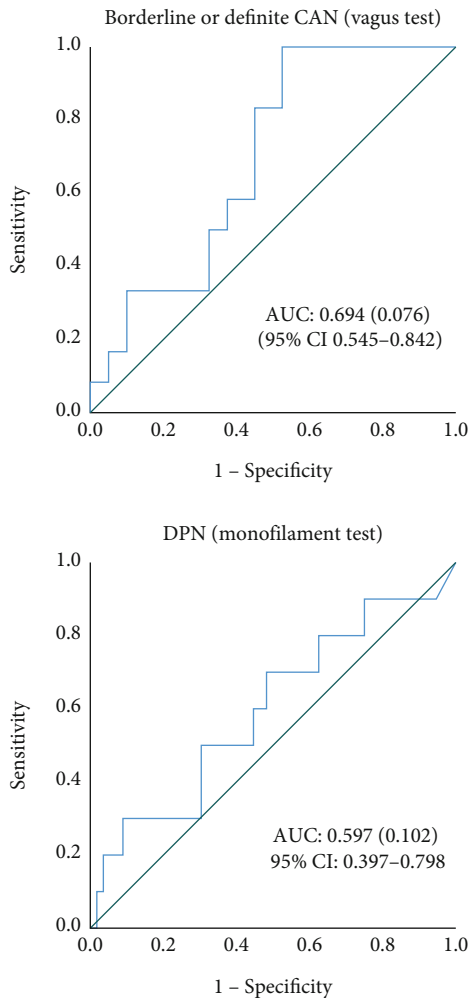 Borderline or definite CAN (vagus test)
1.0
0.8
0.6
0.4
0.2
0.0
Sensitivity
AUC: 0.694 (0.076)
(95% CI 0.545–0.842)
0.0 0.2 0.4 0.6 0.8 1.0
1 – Specificity
DPN (monofilament test)
1.0
0.8
0.6
0.4
0.2
0.0
Sensitivity
AUC: 0.597 (0.102)
95% CI: 0.397–0.798
0.0 0.2 0.4 0.6 0.8 1.0
1 – Specificity